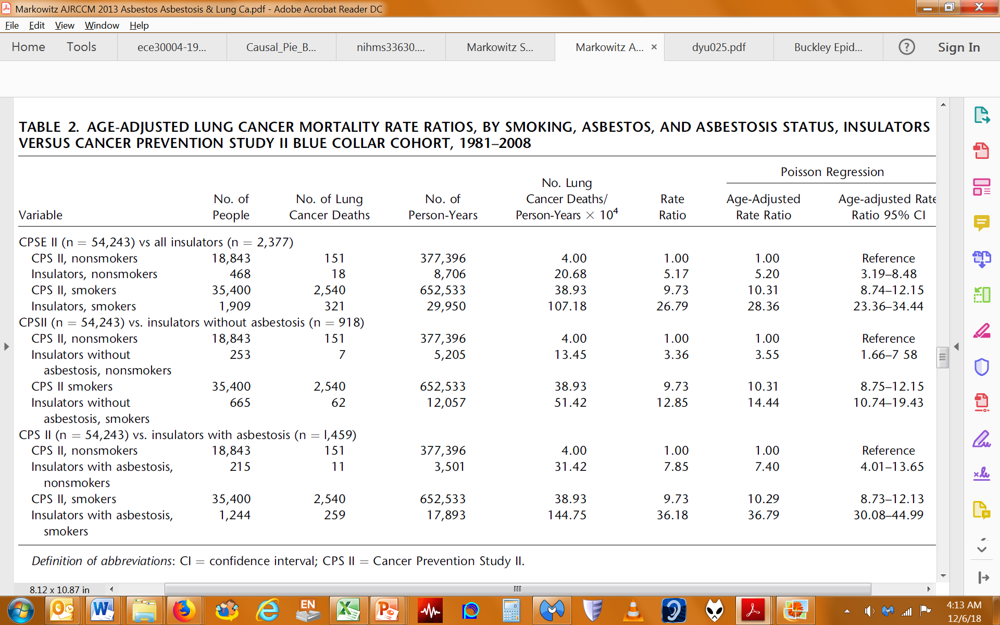 Markowitz AJRCCM 2013 Asbestos Asbestosis & Lung Ca.pdf - Adobe Acrobat Reader DC
File Edit View Window Help
Home Tools ece30004-19... Causal_Pie_B... nihms33630.... Markowitz S... Markowitz A... × dyu025.pdf Buckley Epid... ? Sign In
TABLE 2. AGE-ADJUSTED LUNG CANCER MORTALITY RATE RATIOS, BY SMOKING, ASBESTOS, AND ASBESTOSIS STATUS, INSULATORS
VERSUS CANCER PREVENTION STUDY II BLUE COLLAR COHORT, 1981–2008
Poisson Regression
No. Lung
No. of No. of Lung No. of Cancer Deaths/ Rate Age-Adjusted Age-adjusted Rate
Variable People Cancer Deaths Person-Years Person-Years × 10⁴ Ratio Rate Ratio Ratio 95% CI
CPSE II (n = 54,243) vs all insulators (n = 2,377)
CPS II, nonsmokers 18,843 151 377,396 4.00 1.00 1.00 Reference
Insulators, nonsmokers 468 18 8,706 20.68 5.17 5.20 3.19–8.48
CPS II, smokers 35,400 2,540 652,533 38.93 9.73 10.31 8.74–12.15
Insulators, smokers 1,909 321 29,950 107.18 26.79 28.36 23.36–34.44
CPSII (n = 54,243) vs. insulators without asbestosis (n = 918)
CPS II, nonsmokers 18,843 151 377,396 4.00 1.00 1.00 Reference
Insulators without 253 7 5,205 13.45 3.36 3.55 1.66–7 58
asbestosis, nonsmokers
CPS II smokers 35,400 2,540 652,533 38.93 9.73 10.31 8.75–12.15
Insulators without 665 62 12,057 51.42 12.85 14.44 10.74–19.43
asbestosis, smokers
CPS II (n = 54,243) vs. insulators with asbestosis (n = l,459)
CPS II, nonsmokers 18,843 151 377,396 4.00 1.00 1.00 Reference
Insulators with asbestosis, 215 11 3,501 31.42 7.85 7.40 4.01–13.65
nonsmokers
CPS II, smokers 35,400 2,540 652,533 38.93 9.73 10.29 8.73–12.13
Insulators with asbestosis, 1,244 259 17,893 144.75 36.18 36.79 30.08–44.99
smokers
Definition of abbreviations: CI = confidence interval; CPS II = Cancer Prevention Study II.
8.12 x 10.87 in
EN
4:13 AM
12/6/18